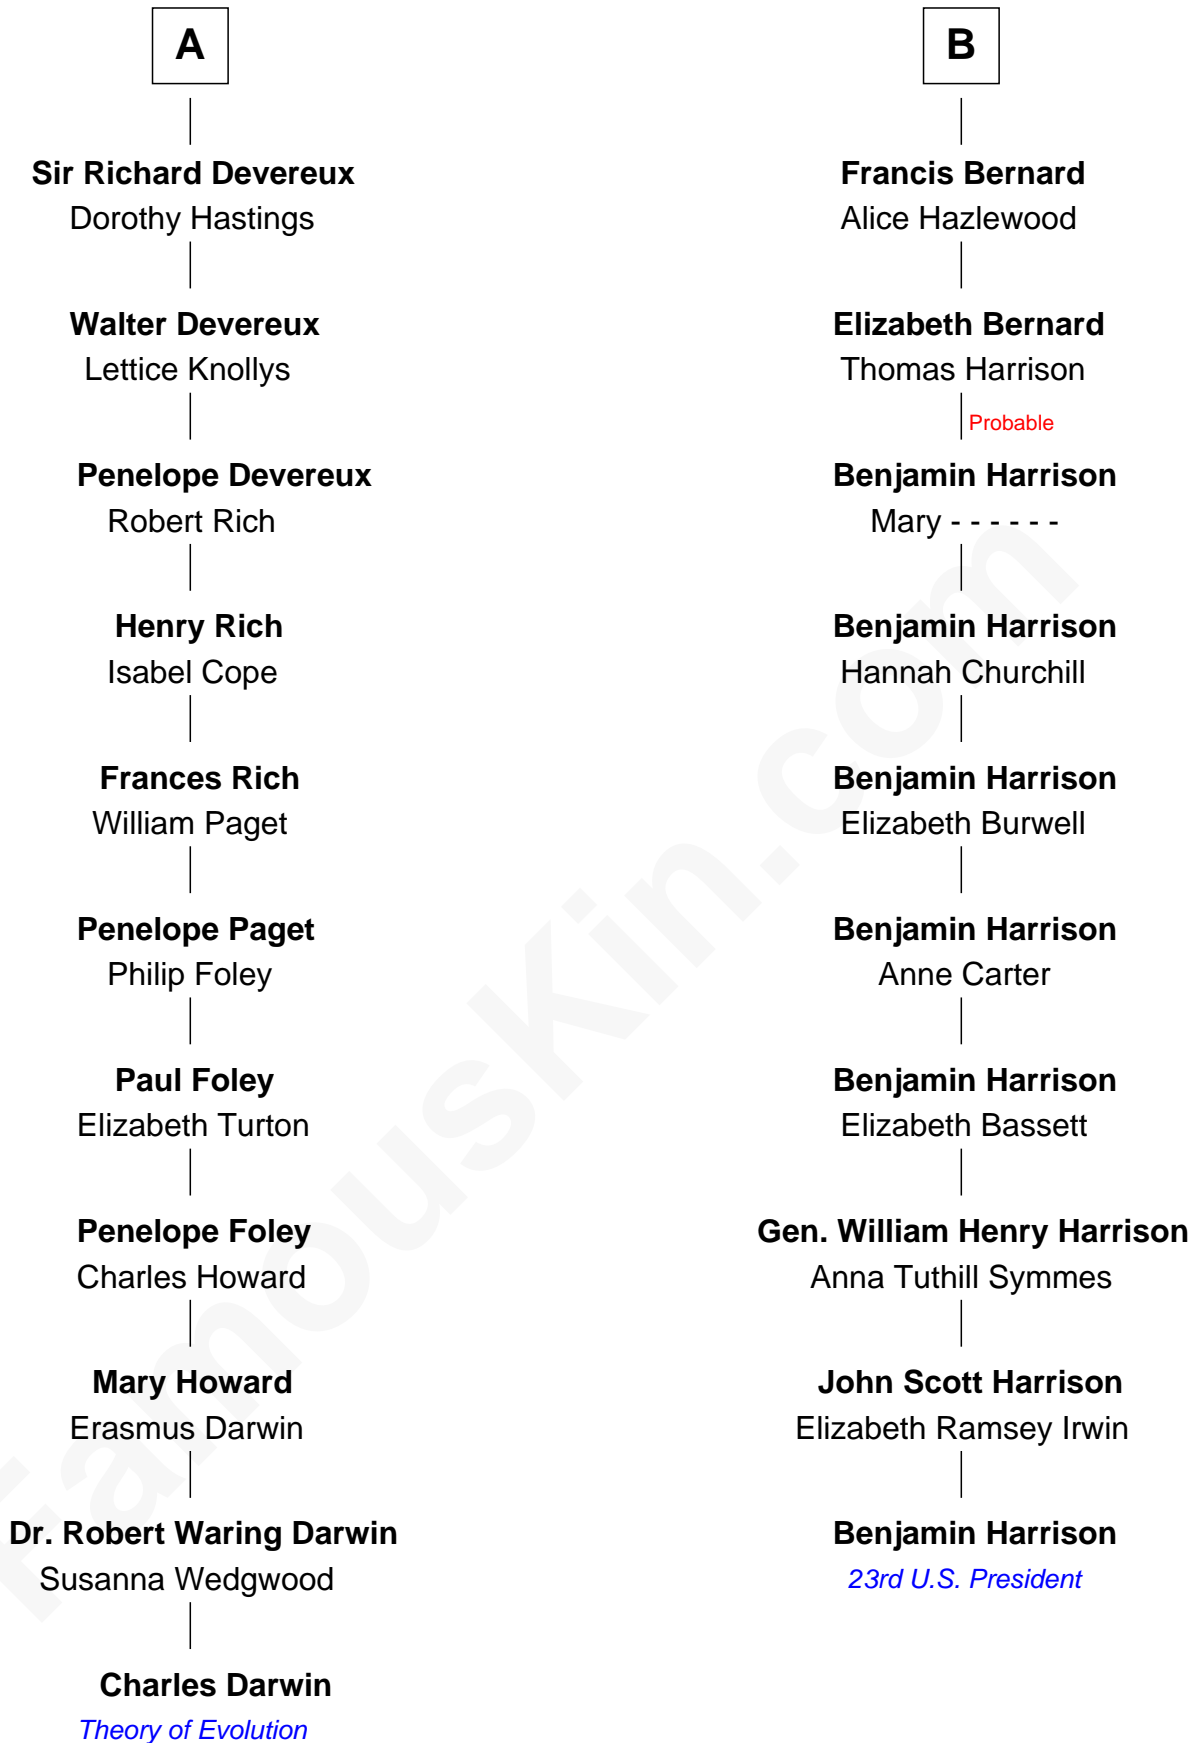 A
Sir Richard Devereux
Dorothy Hastings
Walter Devereux
Lettice Knollys
Penelope Devereux
Robert Rich
Henry Rich
Isabel Cope
Frances Rich
William Paget
Penelope Paget
Philip Foley
Paul Foley
Elizabeth Turton
Penelope Foley
Charles Howard
Mary Howard
Erasmus Darwin
Dr. Robert Waring Darwin
Susanna Wedgwood
Charles Darwin
Theory of Evolution
B
Francis Bernard
Alice Hazlewood
Elizabeth Bernard
Thomas Harrison
Probable
Benjamin Harrison
Mary - - - - - -
Benjamin Harrison
Hannah Churchill
Benjamin Harrison
Elizabeth Burwell
Benjamin Harrison
Anne Carter
Benjamin Harrison
Elizabeth Bassett
Gen. William Henry Harrison
Anna Tuthill Symmes
John Scott Harrison
Elizabeth Ramsey Irwin
Benjamin Harrison
23rd U.S. President
FamousKin.com